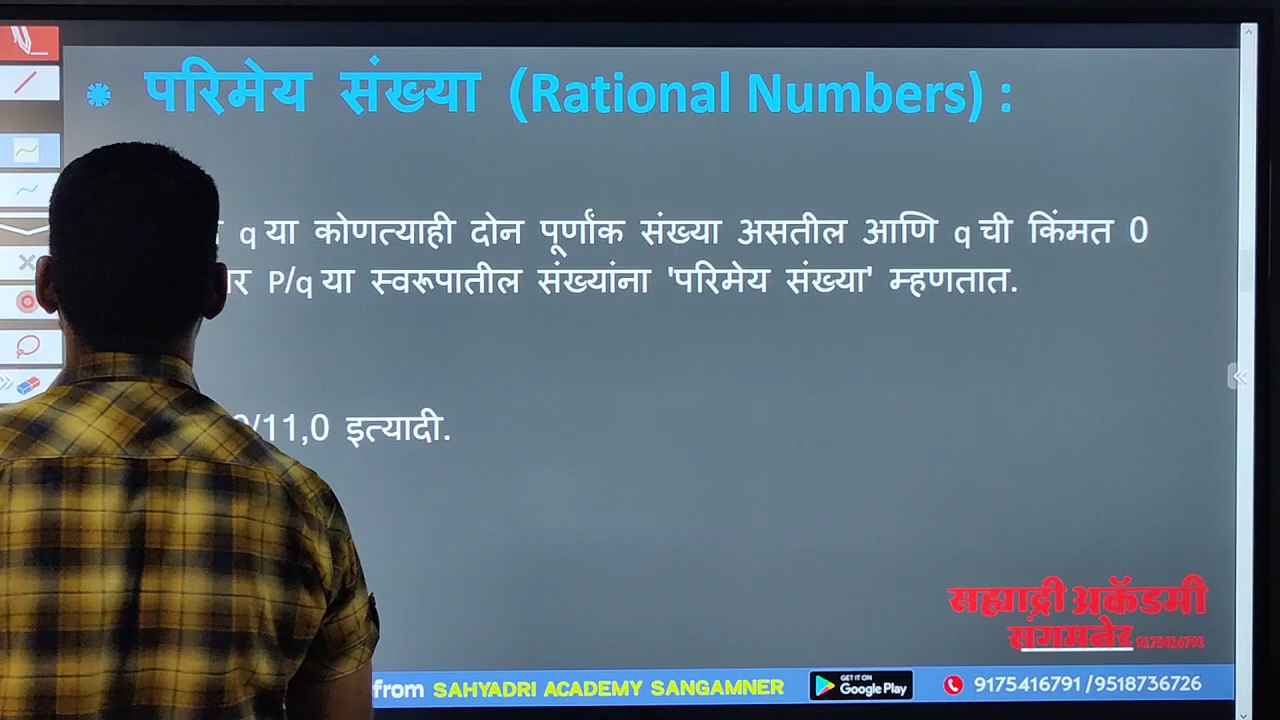 परिमेय संख्या (Rational Numbers) :
q या कोणत्याही दोन पूर्णांक संख्या असतील आणि q ची किंमत 0
P/q या स्वरूपातील संख्यांना 'परिमेय संख्या' म्हणतात.
/11,0 इत्यादी.
सह्याद्री अकॅडमी
संगमनेर 9175416791
from SAHYADRI ACADEMY SANGAMNER GET IT ON Google Play 9175416791 / 9518736726